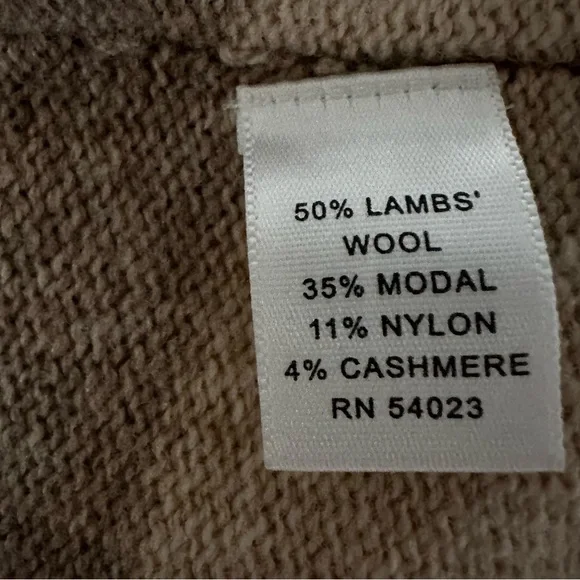 50% LAMBS'
WOOL
35% MODAL
11% NYLON
4% CASHMERE
RN 54023